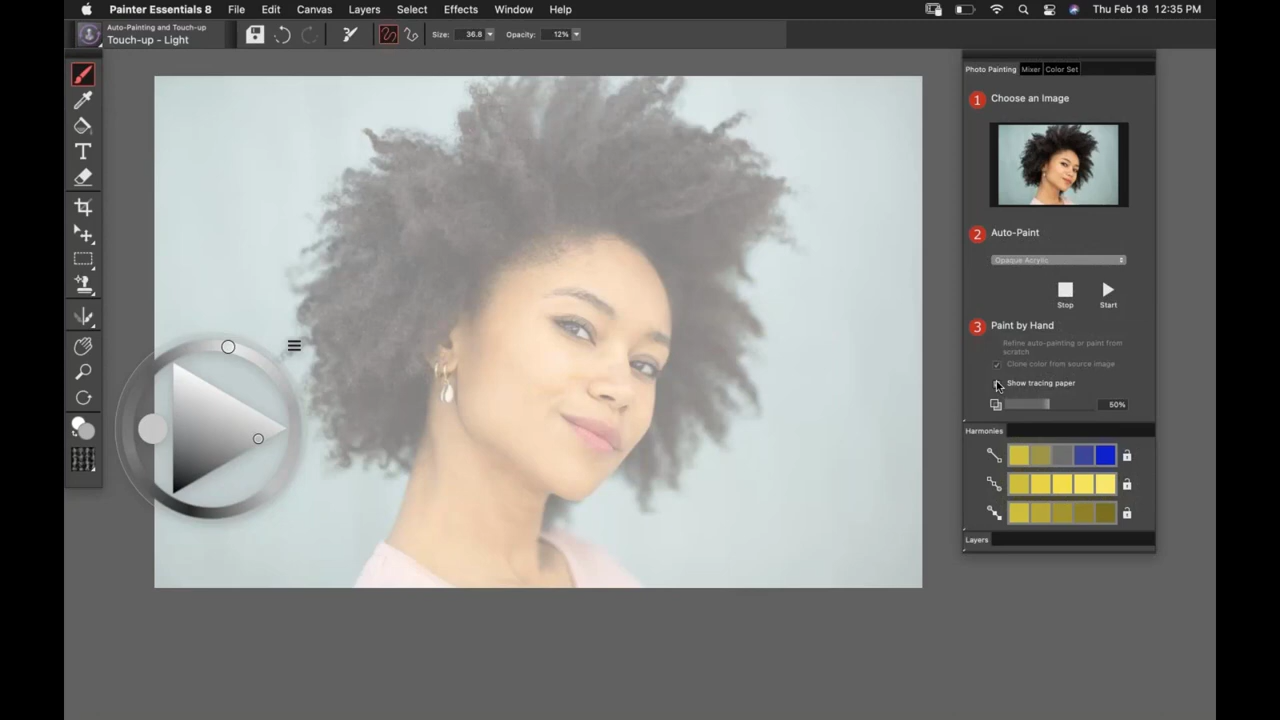 Painter Essentials 8 File Edit Canvas Layers Select Effects Window Help Thu Feb 18 12:35 PM
Auto-Painting and Touch-up
Touch-up - Light
Size: 36.8 Opacity: 12%
Photo Painting Mixer Color Set
1 Choose an Image
2 Auto-Paint
Opaque Acrylic
Stop Start
3 Paint by Hand
Refine auto-painting or paint from
scratch
Clone color from source image
Show tracing paper
50%
Harmonies
Layers
T